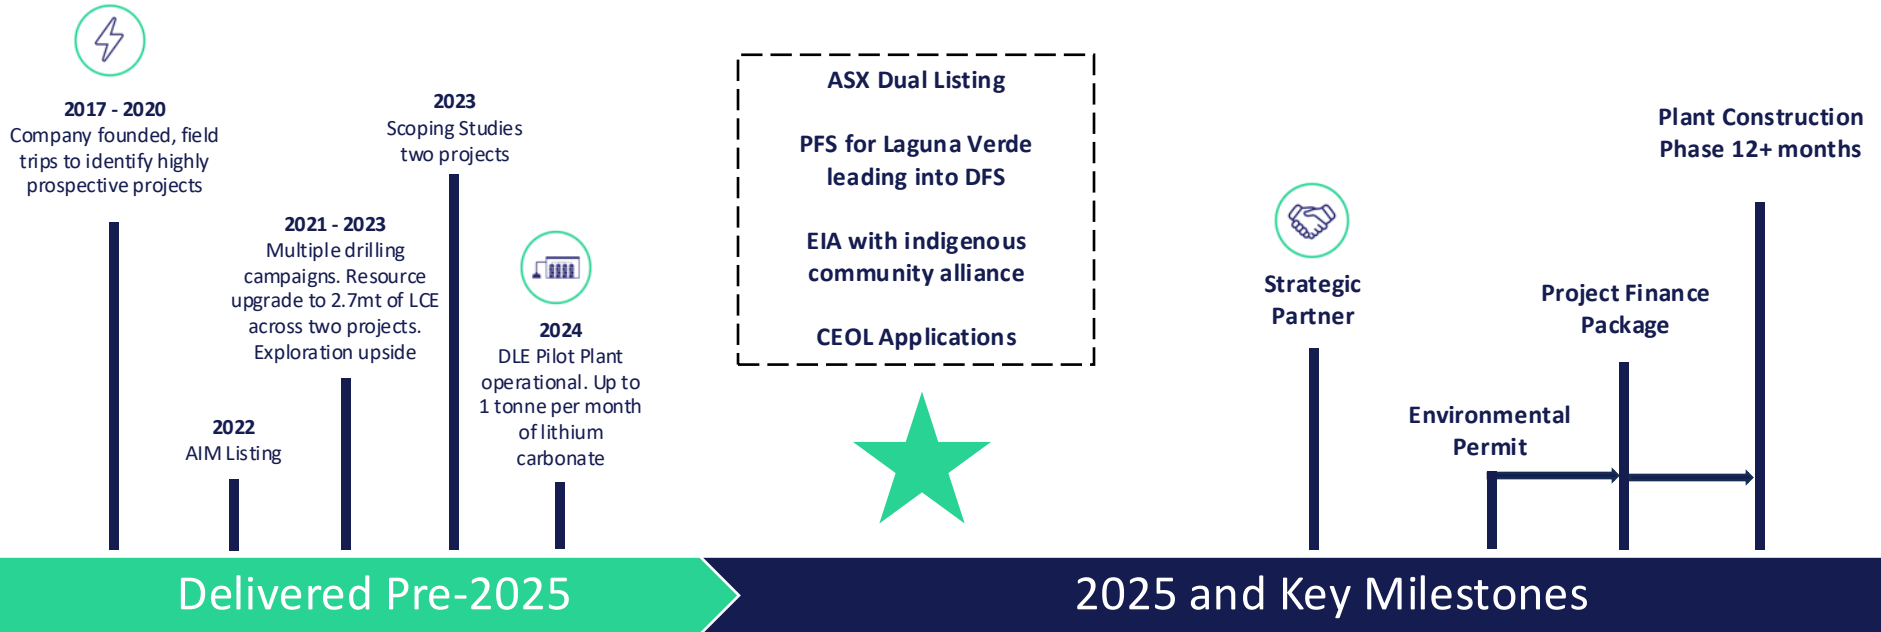 2017 - 2020
Company founded, field
trips to identify highly
prospective projects
2022
AIM Listing
2021 - 2023
Multiple drilling
campaigns. Resource
upgrade to 2.7mt of LCE
across two projects.
Exploration upside
2023
Scoping Studies
two projects
2024
DLE Pilot Plant
operational. Up to
1 tonne per month
of lithium
carbonate
ASX Dual Listing
PFS for Laguna Verde
leading into DFS
EIA with indigenous
community alliance
CEOL Applications
Strategic
Partner
Environmental
Permit
Project Finance
Package
Plant Construction
Phase 12+ months
Delivered Pre-2025
2025 and Key Milestones